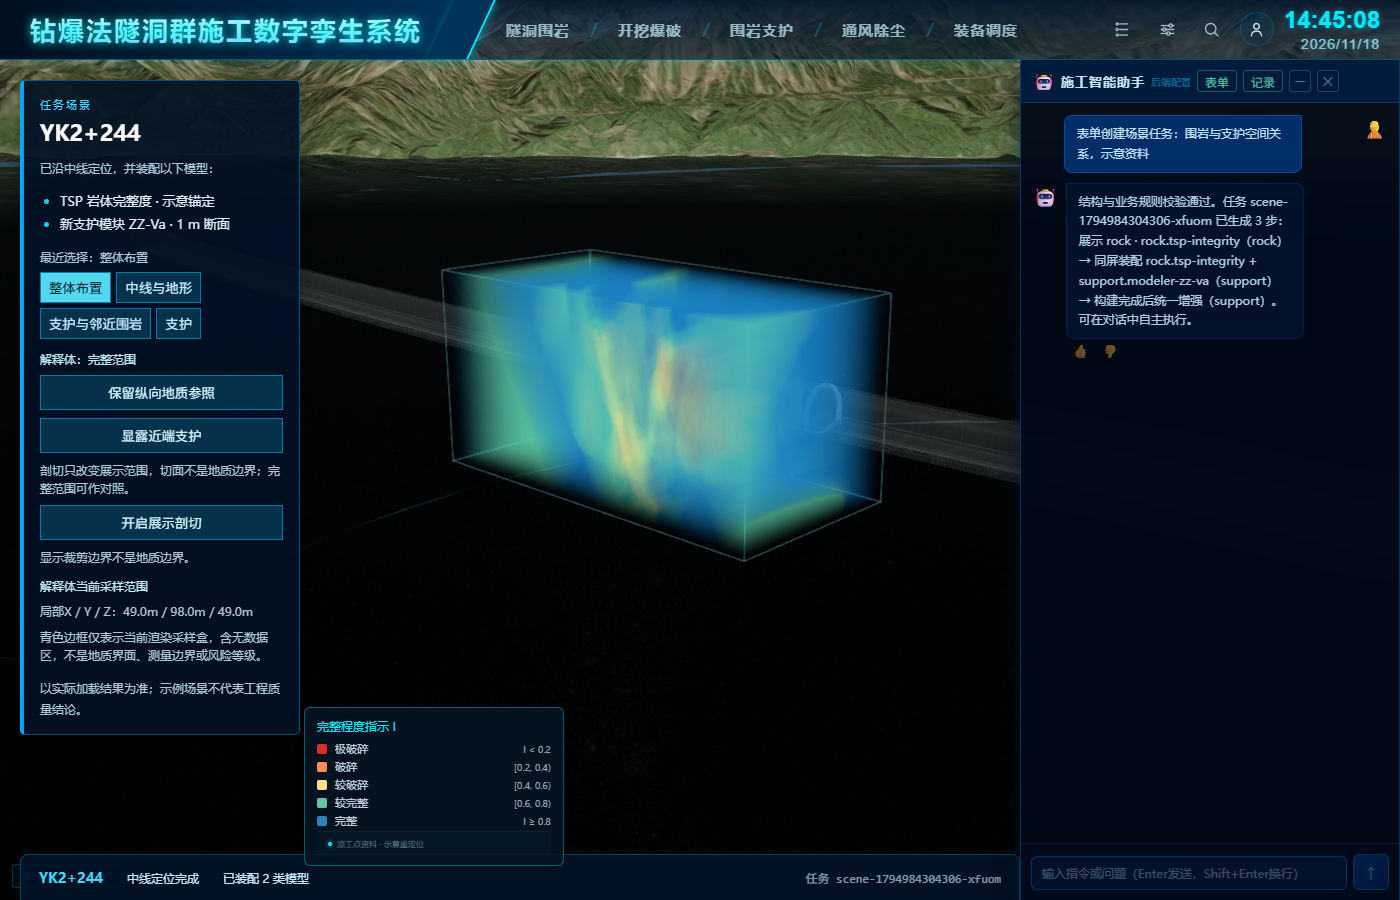 钻爆法隧洞群施工数字孪生系统
隧洞围岩 / 开挖爆破 / 围岩支护 / 通风除尘 / 装备调度
14:45:08
2026/11/18
任务场景
YK2+244
已沿中线定位，并装配以下模型：
TSP 岩体完整度 · 示意锚定
新支护模块 ZZ-Va · 1 m 断面
最近选择：整体布置
整体布置 中线与地形
支护与邻近围岩 支护
解释体：完整范围
保留纵向地质参照
显露近端支护
剖切只改变展示范围，切面不是地质边界；完
整范围可作对照。
开启展示剖切
显示裁剪边界不是地质边界。
解释体当前采样范围
局部X / Y / Z：49.0m / 98.0m / 49.0m
青色边框仅表示当前渲染采样盒，含无数据
区，不是地质界面、测量边界或风险等级。
以实际加载结果为准；示例场景不代表工程质
量结论。
完整程度指示 I
极破碎 I < 0.2
破碎 [0.2, 0.4)
较破碎 [0.4, 0.6)
较完整 [0.6, 0.8)
完整 I ≥ 0.8
源工点资料 · 示意重定位
YK2+244 中线定位完成 已装配 2 类模型 任务 scene-1794984304306-xfuom
施工智能助手 后端配置 表单 记录
表单创建场景任务：围岩与支护空间关
系，示意资料
结构与业务规则校验通过。任务 scene-
1794984304306-xfuom 已生成 3 步：
展示 rock · rock.tsp-integrity（rock）
→ 同屏装配 rock.tsp-integrity +
support.modeler-zz-va（support）
→ 构建完成后统一增强（support）。
可在对话中自主执行。
输入指令或问题（Enter发送，Shift+Enter换行）